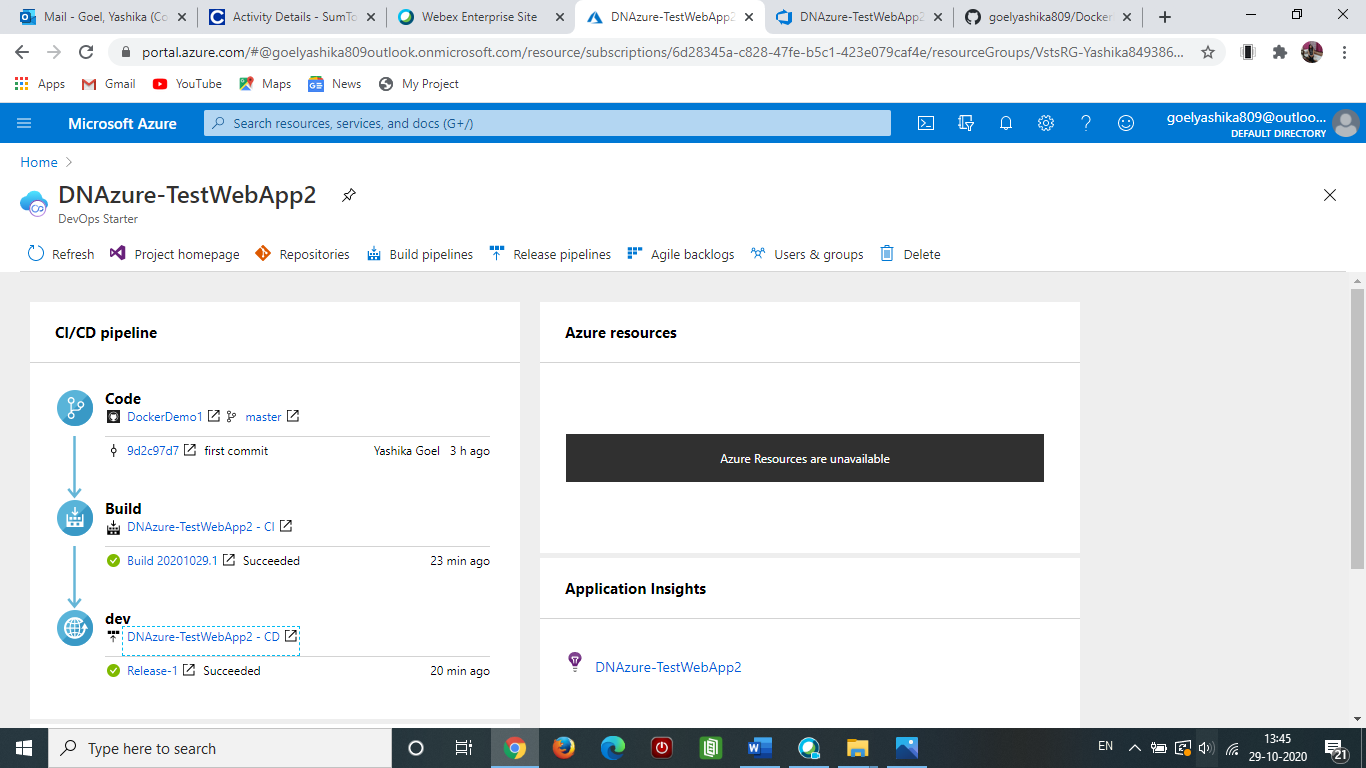 Mail - Goel, Yashika (Co
Activity Details - SumTo
Webex Enterprise Site
DNAzure-TestWebApp2
DNAzure-TestWebApp2
goelyashika809/Docker
portal.azure.com/#@goelyashika809outlook.onmicrosoft.com/resource/subscriptions/6d28345a-c828-47fe-b5c1-423e079caf4e/resourceGroups/VstsRG-Yashika849386...
Apps Gmail YouTube Maps News My Project
Microsoft Azure
Search resources, services, and docs (G+/)
goelyashika809@outloo...
DEFAULT DIRECTORY
Home
DNAzure-TestWebApp2
DevOps Starter
Refresh Project homepage Repositories Build pipelines Release pipelines Agile backlogs Users & groups Delete
CI/CD pipeline
Code
DockerDemo1 master
9d2c97d7 first commit Yashika Goel 3 h ago
Build
DNAzure-TestWebApp2 - CI
Build 20201029.1 Succeeded 23 min ago
dev
DNAzure-TestWebApp2 - CD
Release-1 Succeeded 20 min ago
Azure resources
Azure Resources are unavailable
Application Insights
DNAzure-TestWebApp2
Type here to search
EN
13:45
29-10-2020
21